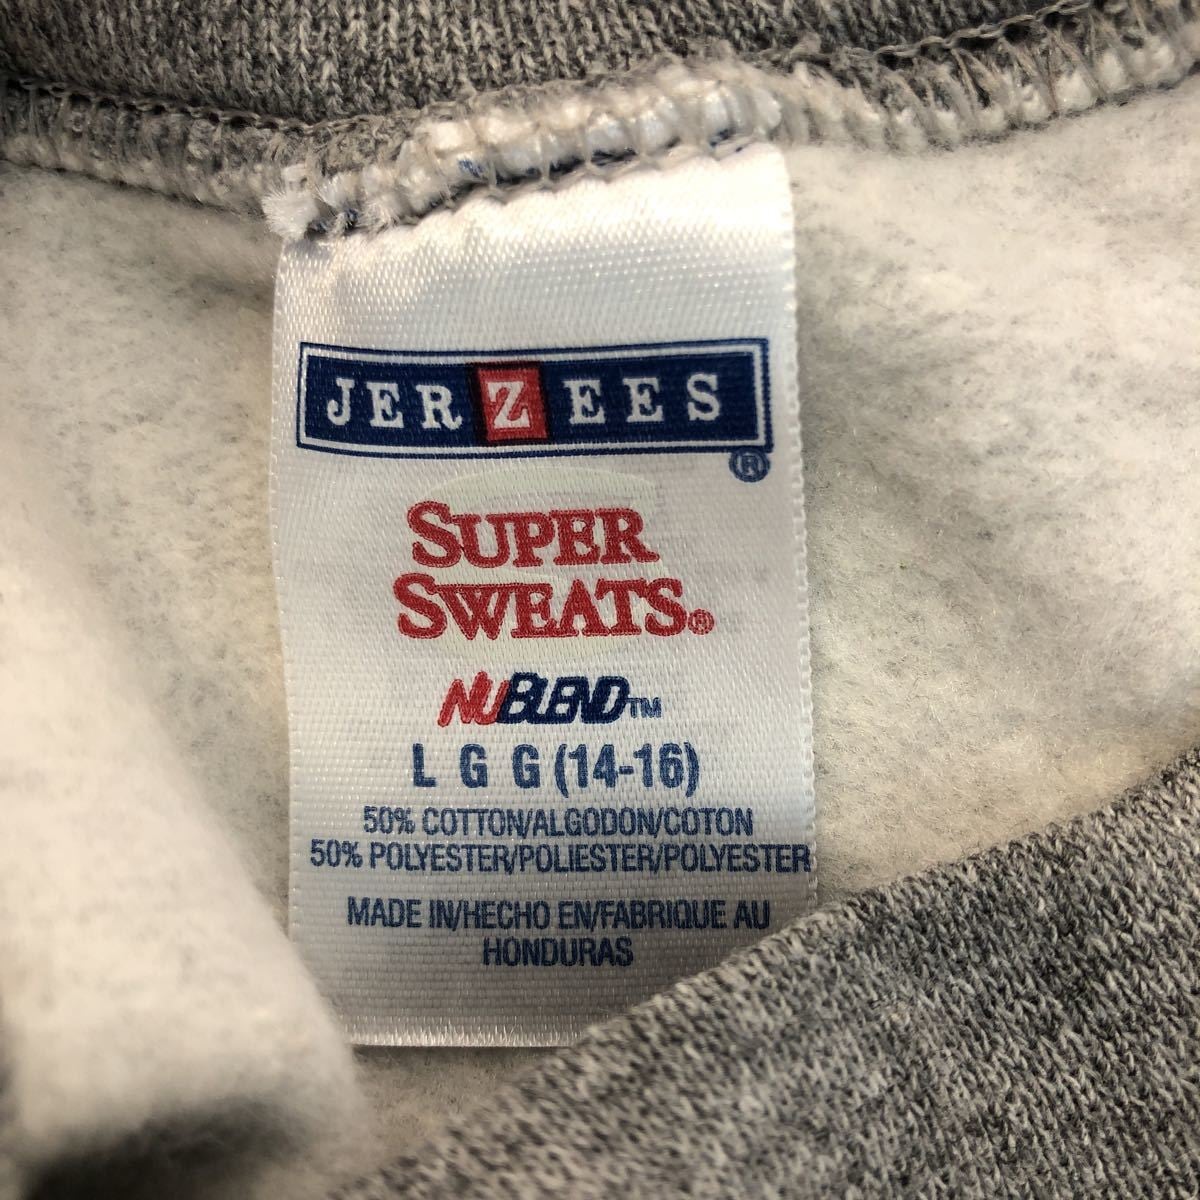 JERZEES®
SUPER
SWEATS®
NUBLEND™
L G G (14-16)
50% COTTON/ALGODON/COTON
50% POLYESTER/POLIESTER/POLYESTER
MADE IN/HECHO EN/FABRIQUE AU
HONDURAS